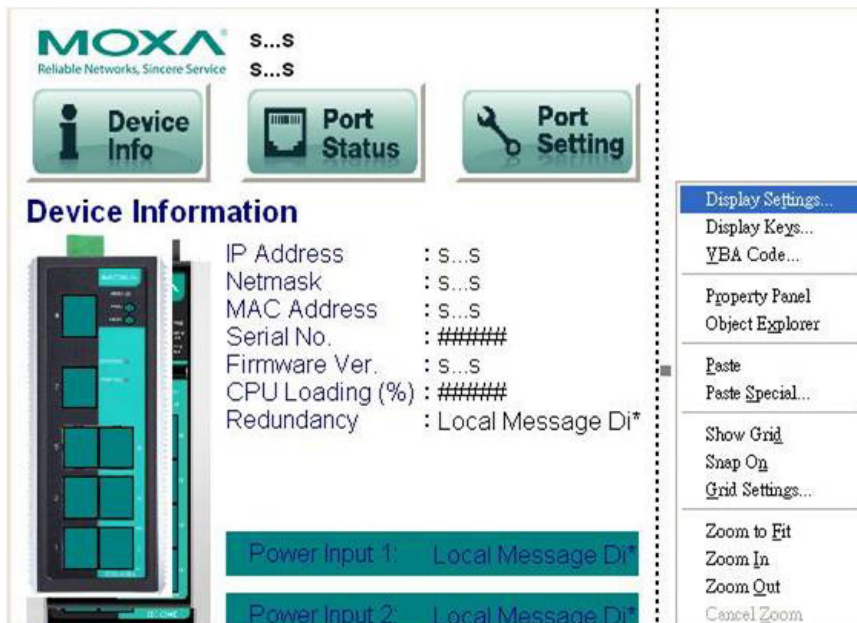 MOXA
Reliable Networks, Sincere Service
s...s
s...s
Device Info
Port Status
Port Setting
Device Information
IP Address : s...s
Netmask : s...s
MAC Address : s...s
Serial No. : ######
Firmware Ver. : s...s
CPU Loading (%) : ######
Redundancy : Local Message Di*
Power Input 1: Local Message Di*
Power Input 2: Local Message Di*
Display Settings...
Display Keys...
VBA Code...
Property Panel
Object Explorer
Paste
Paste Special...
Show Grid
Snap On
Grid Settings...
Zoom to Fit
Zoom In
Zoom Out
Cancel Zoom